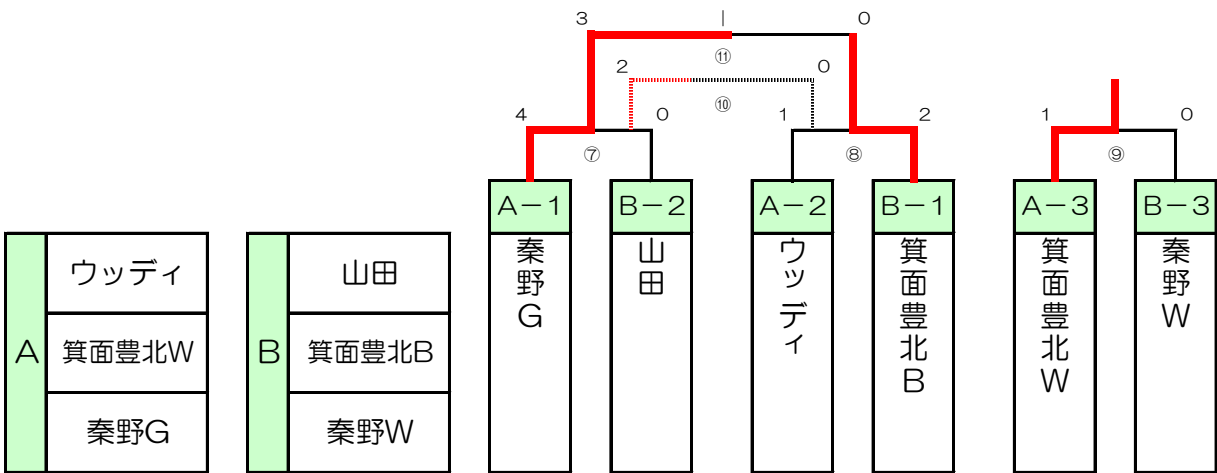 3 | 0
⑪
2 0
⑩
4 0 1 2 1 0
⑦ ⑧ ⑨
A－1 B－2 A－2 B－1 A－3 B－3
秦野G
山田
ウッディ
箕面豊北B
箕面豊北W
秦野W
A
ウッディ
箕面豊北W
秦野G
B
山田
箕面豊北B
秦野W